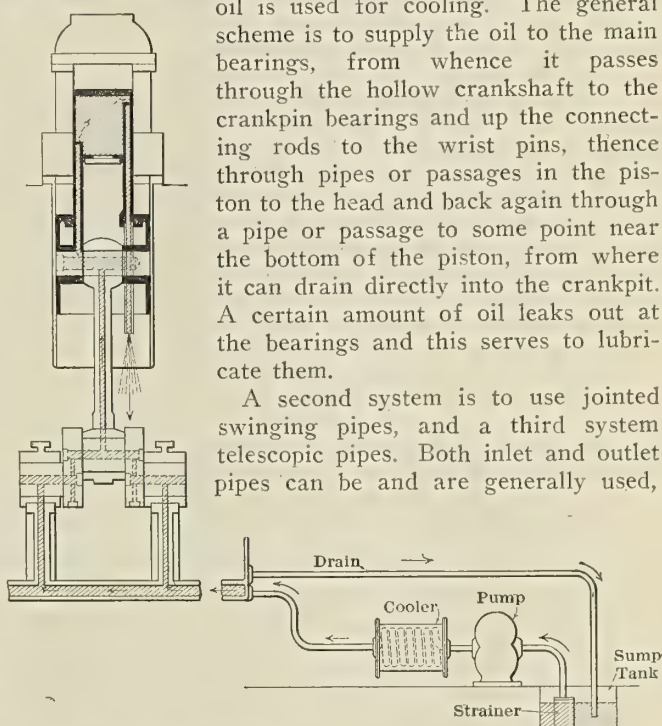 oil is used for cooling. The general
scheme is to supply the oil to the main
bearings, from whence it passes
through the hollow crankshaft to the
crankpin bearings and up the connect-
ing rods to the wrist pins, thence
through pipes or passages in the pis-
ton to the head and back again through
a pipe or passage to some point near
the bottom of the piston, from where
it can drain directly into the crankpit.
A certain amount of oil leaks out at
the bearings and this serves to lubri-
cate them.
A second system is to use jointed
swinging pipes, and a third system
telescopic pipes. Both inlet and outlet
pipes can be and are generally used,
Drain
Cooler
Pump
Sump
Tank
Strainer